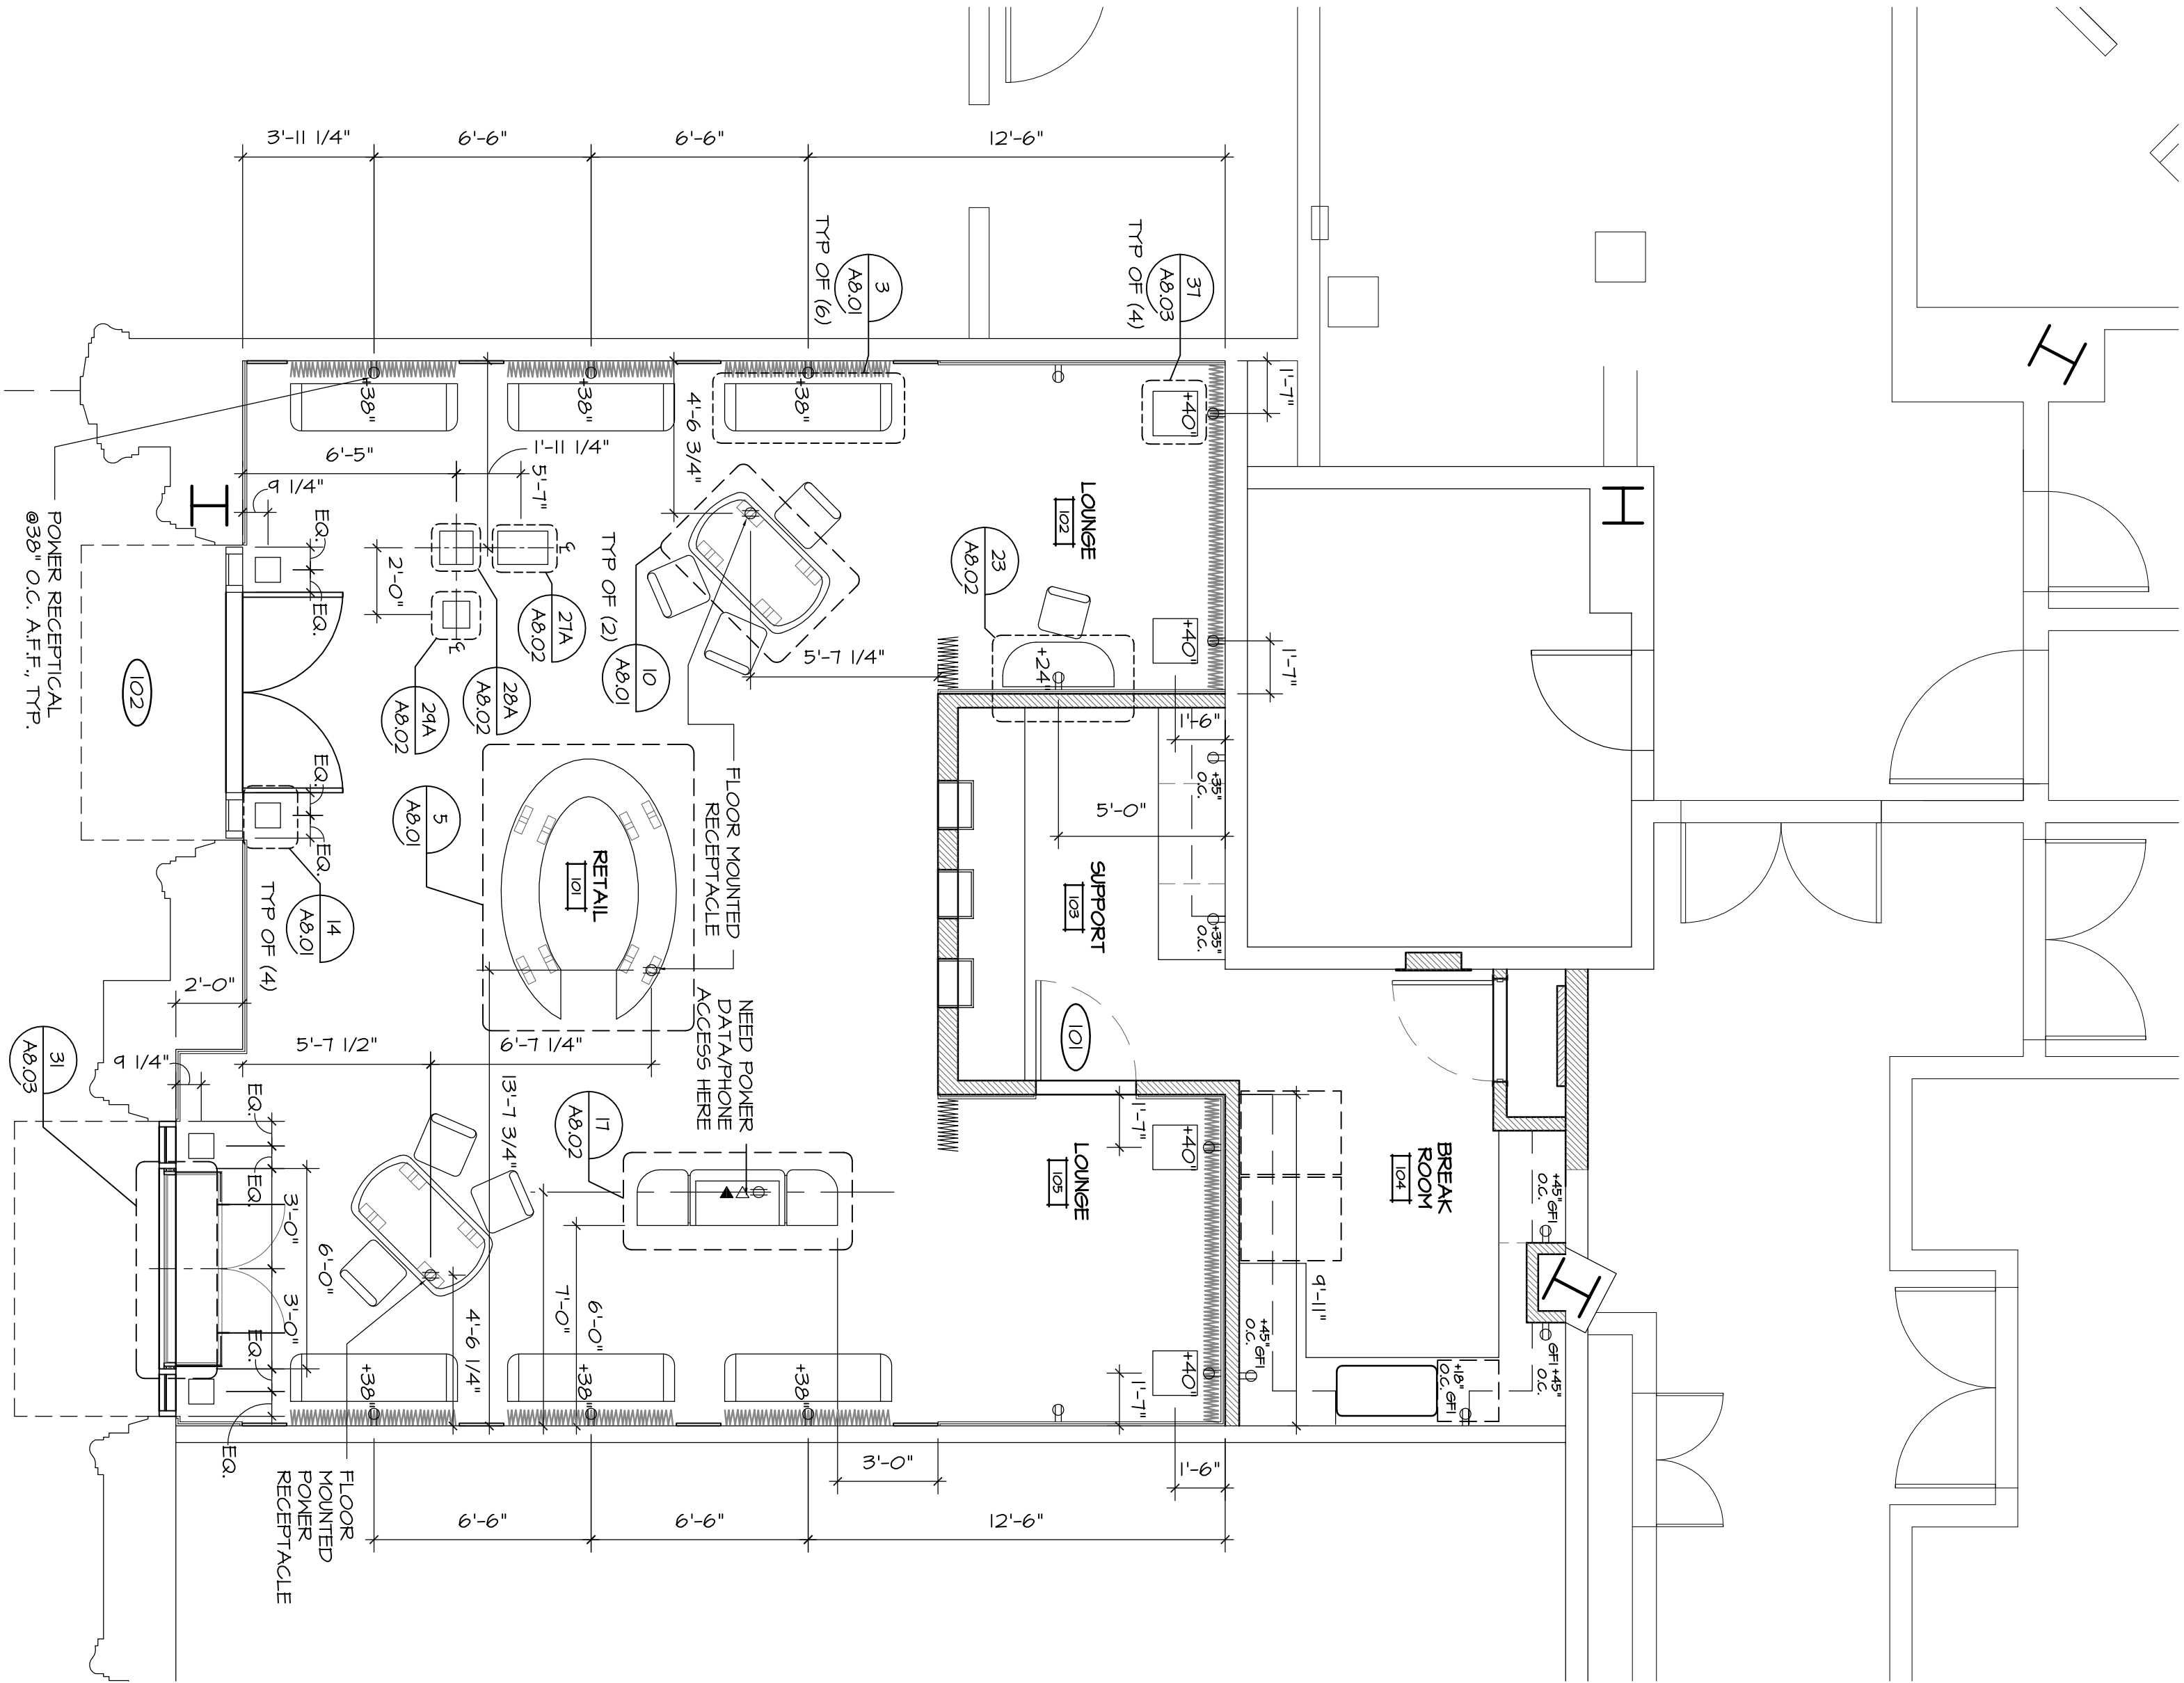 3'-11 1/4"
6'-6"
6'-6"
12'-6"
TYP OF (6)
3
A8.01
TYP OF (4)
37
A8.03
1'-7"
+38"
+38"
+38"
+40"
4'-6 3/4"
6'-5"
1'-11 1/4"
5'-7"
9 1/4"
EQ.
EQ.
2'-0"
℄
℄
TYP OF (2)
LOUNGE
102
23
A8.02
27A
A8.02
28A
A8.02
29A
A8.02
10
A8.01
5'-7 1/4"
+24"
+40"
1'-7"
1'-6"
POWER RECEPTICAL
@38" O.C. A.F.F., TYP.
102
EQ.
EQ.
14
A8.01
TYP OF (4)
5
A8.01
RETAIL
101
FLOOR MOUNTED
RECEPTACLE
+35"
O.C.
5'-0"
SUPPORT
103
+35"
O.C.
101
2'-0"
31
A8.03
9 1/4"
5'-7 1/2"
6'-7 1/4"
NEED POWER
DATA/PHONE
ACCESS HERE
13'-7 3/4"
17
A8.02
EQ.
EQ.
3'-0"
6'-0"
3'-0"
EQ.
EQ.
4'-6 1/4"
7'-0"
6'-0"
LOUNGE
105
1'-7"
+40"
+40"
1'-7"
BREAK
ROOM
104
9'-11"
+45" GFI
O.C.
+45" GFI
O.C.
GFI +45"
O.C.
+18"
O.C. GFI
+38"
+38"
+38"
FLOOR
MOUNTED
POWER
RECEPTACLE
3'-0"
1'-6"
6'-6"
6'-6"
12'-6"